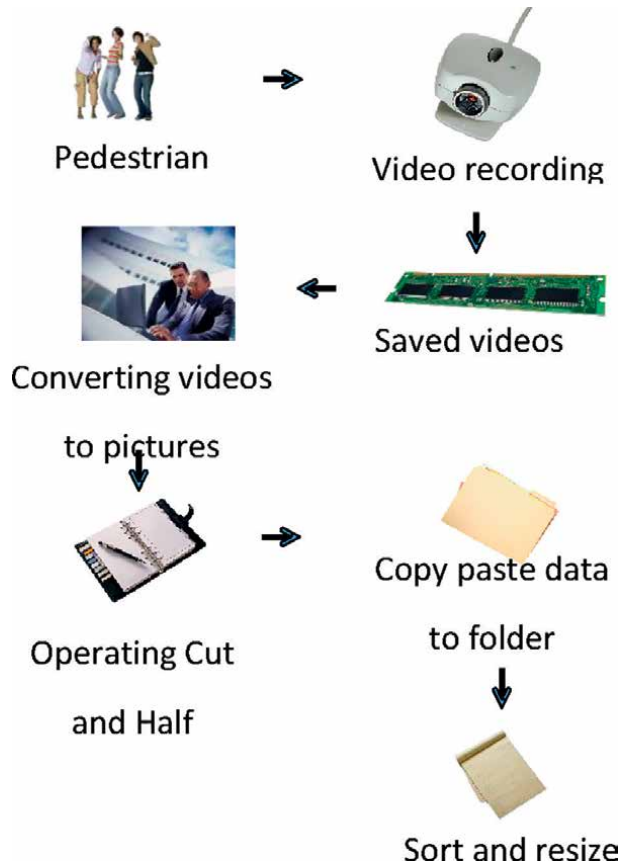 Pedestrian
Video recording
Saved videos
Converting videos
to pictures
Operating Cut
and Half
Copy paste data
to folder
Sort and resize